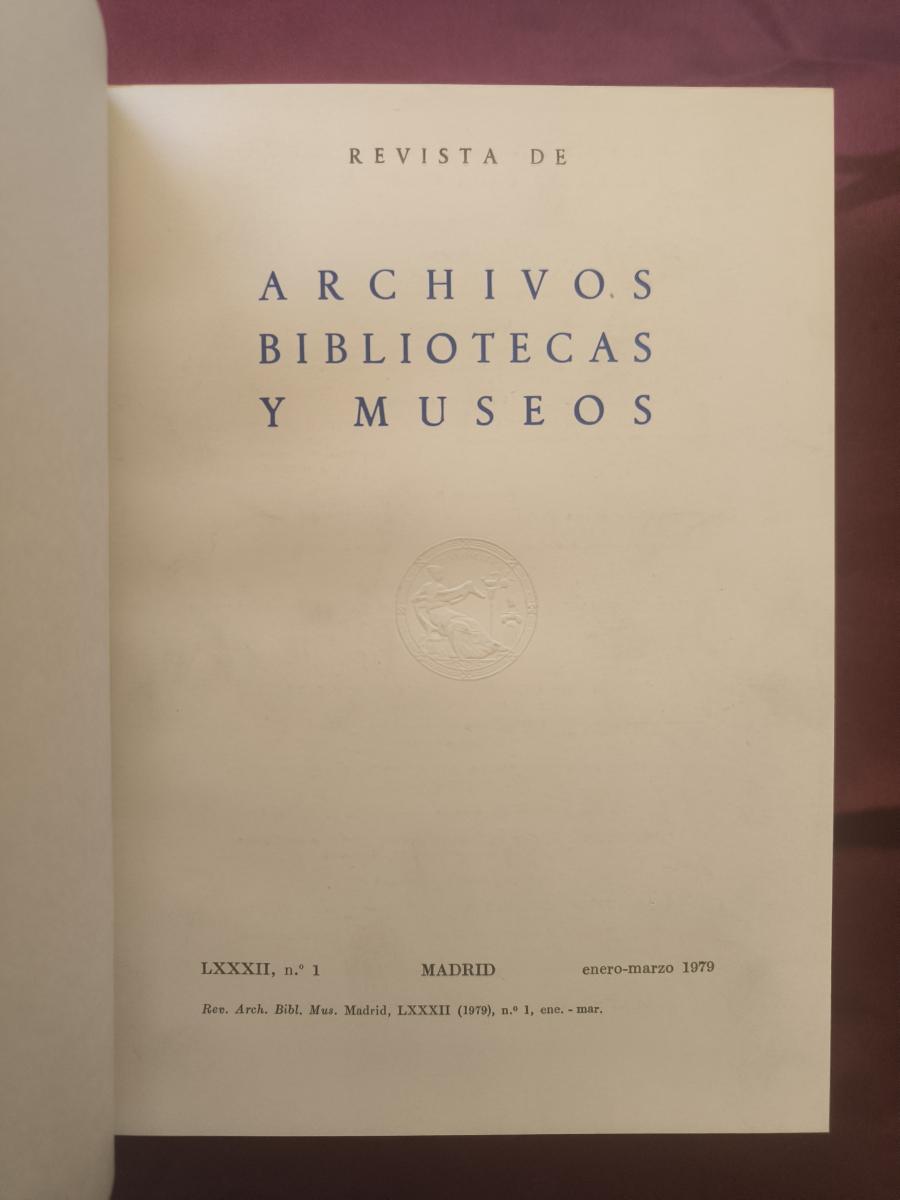 REVISTA DE
ARCHIVOS
BIBLIOTECAS
Y MUSEOS
LXXXII, n.º 1 MADRID enero-marzo 1979
Rev. Arch. Bibl. Mus. Madrid, LXXXII (1979), n.º 1, ene. - mar.